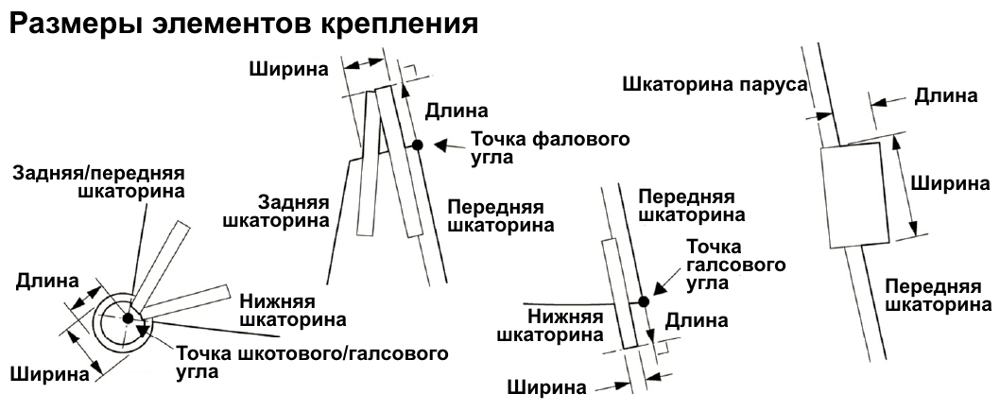 Размеры элементов крепления
Ширина
Длина
Точка фалового
угла
Задняя
шкаторина
Передняя
шкаторина
Задняя/передняя
шкаторина
Длина
Нижняя
шкаторина
Точка шкотового/галсового
угла
Ширина
Передняя
шкаторина
Точка
галсового
угла
Нижняя
шкаторина
Длина
Ширина
Шкаторина паруса
Длина
Ширина
Передняя
шкаторина